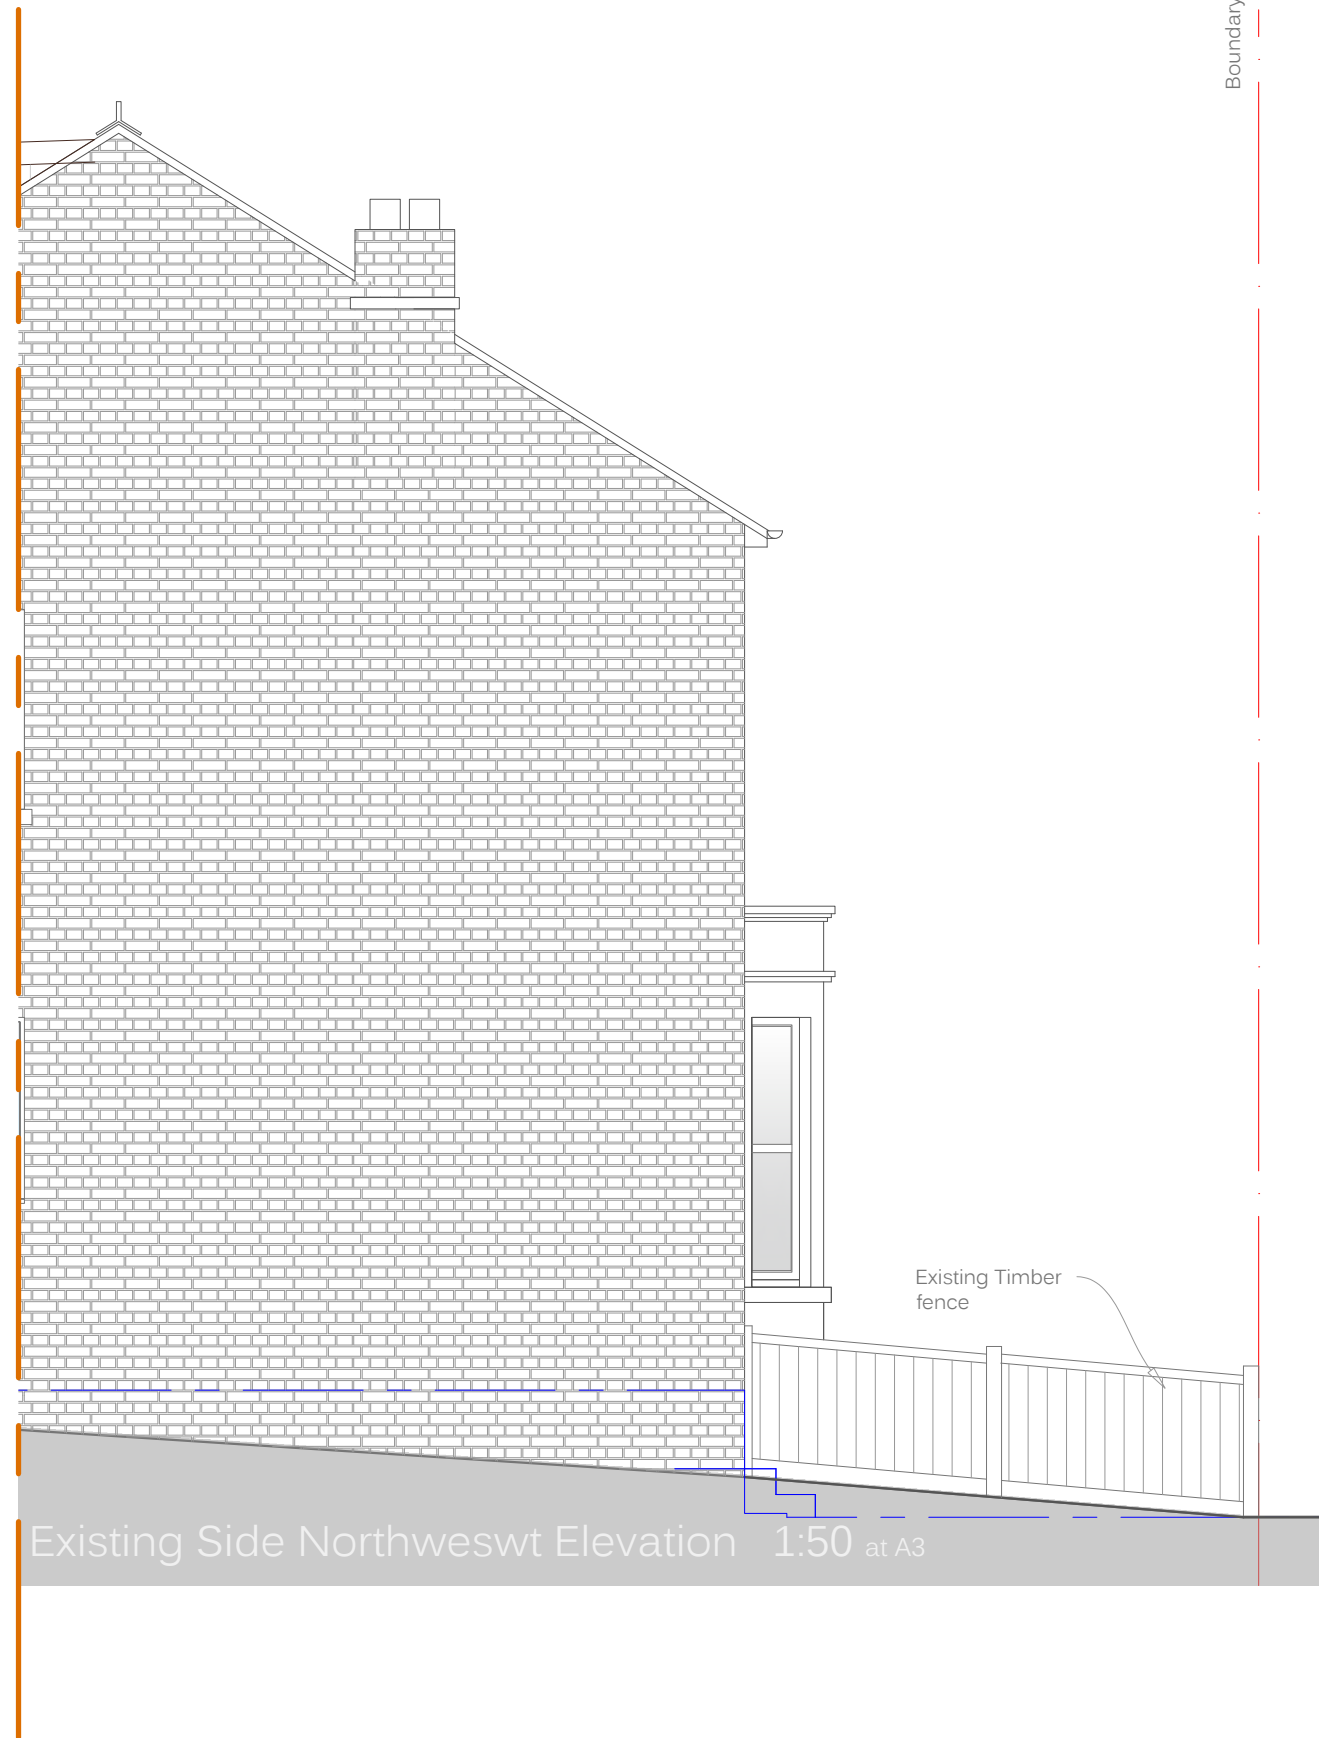 Boundary
Existing Timber
fence
Existing Side Northweswt Elevation 1:50 at A3